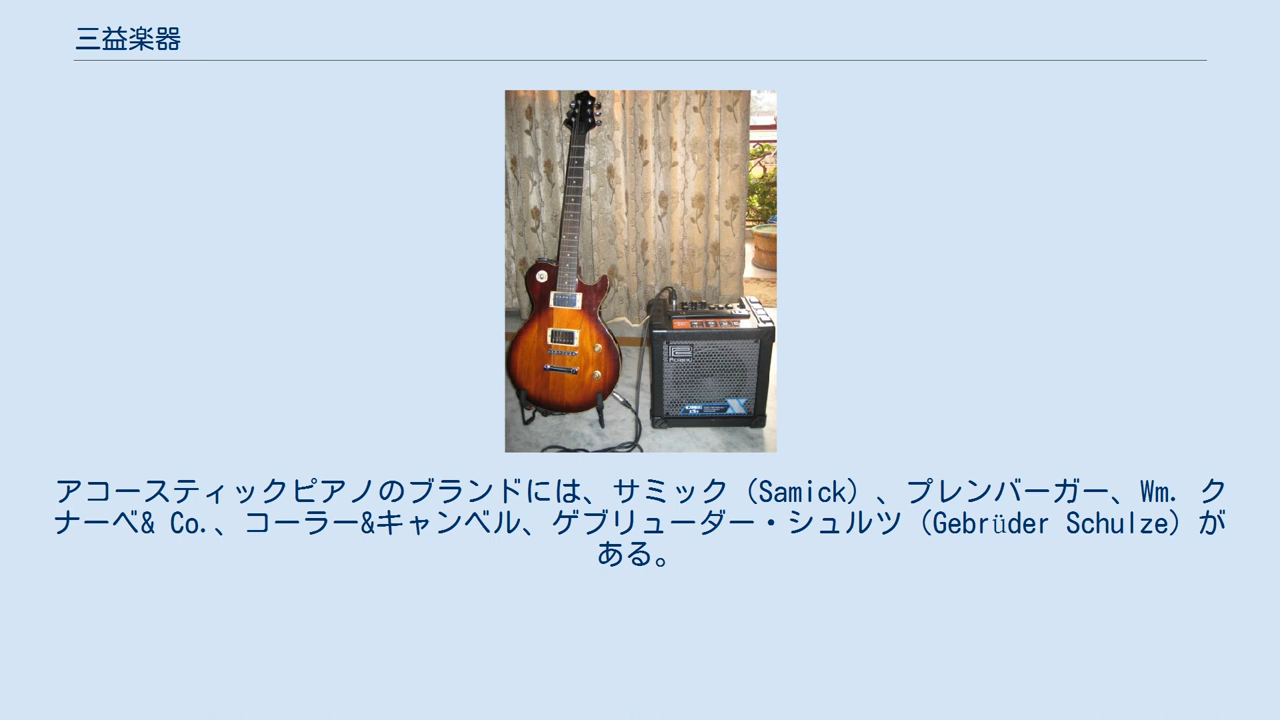 三益楽器
アコースティックピアノのブランドには、サミック（Samick）、プレンバーガー、Wm. ク
ナーベ& Co.、コーラー&キャンベル、ゲブリューダー・シュルツ（Gebrüder Schulze）が
ある。
Roland
CUBE